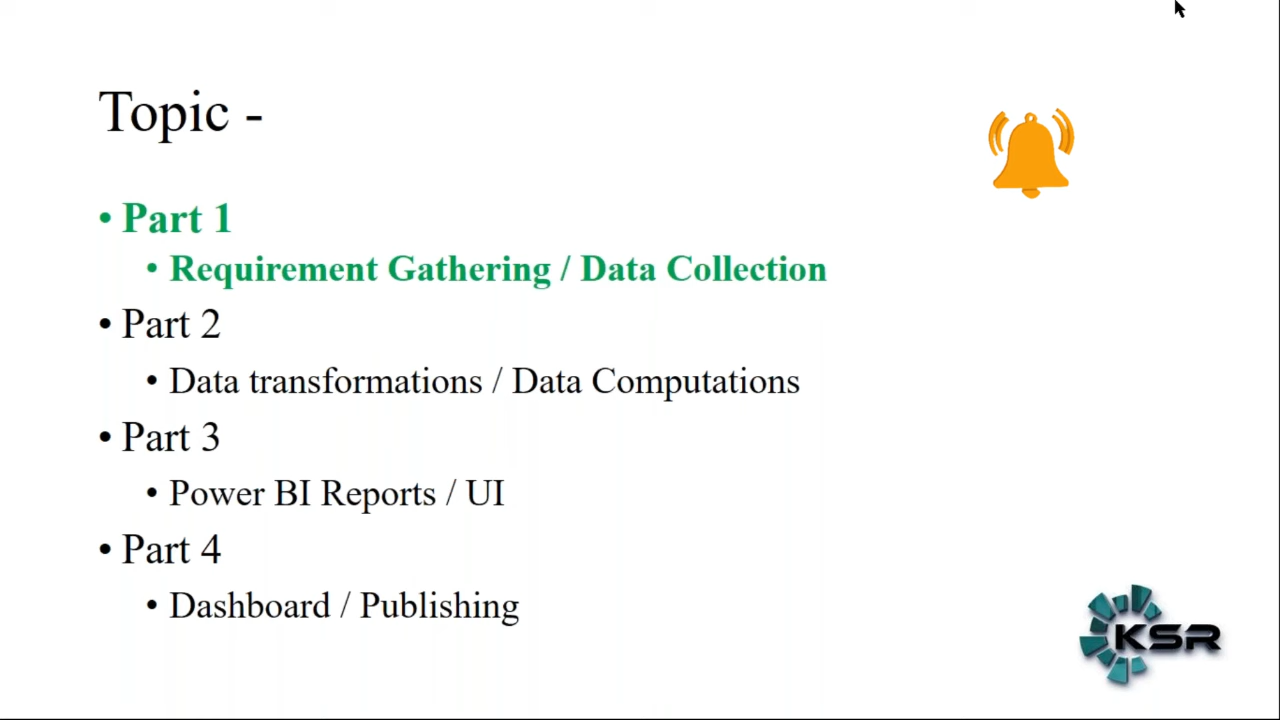 Topic -
• Part 1
• Requirement Gathering / Data Collection
• Part 2
• Data transformations / Data Computations
• Part 3
• Power BI Reports / UI
• Part 4
• Dashboard / Publishing
KSR